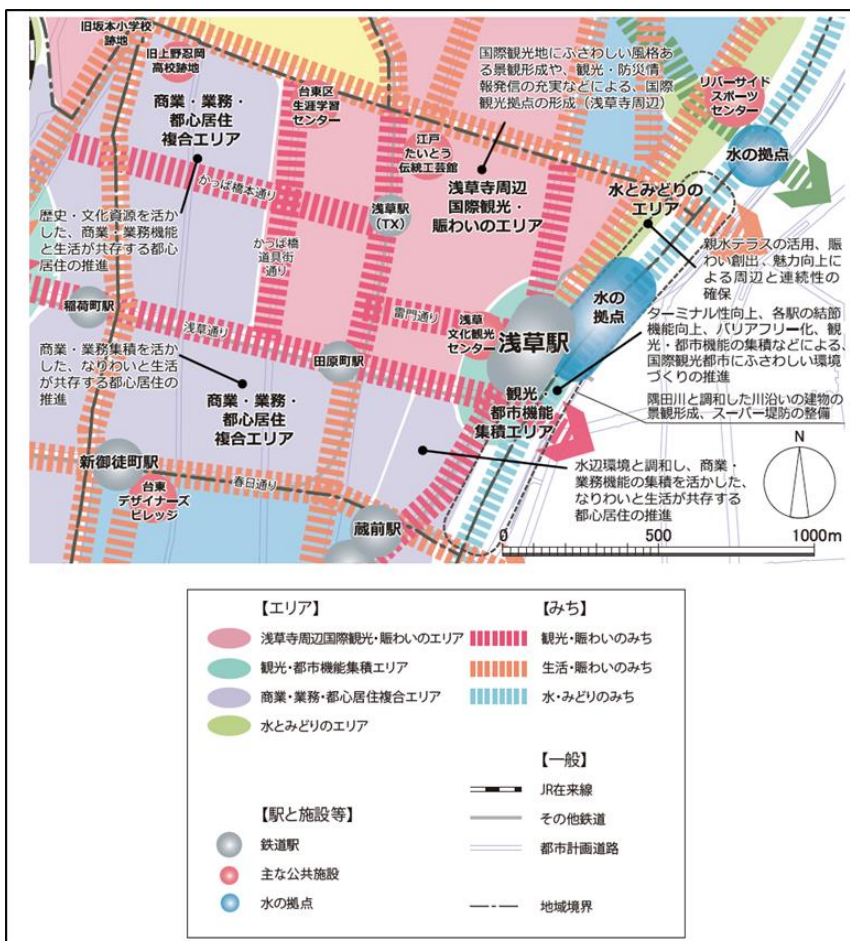 旧坂本小学校
跡地
旧上野忍岡
高校跡地
商業・業務・
都心居住
複合エリア
台東区
生涯学習
センター
国際観光地にふさわしい風格あ
る景観形成や、観光・防災情
報発信の充実などによる、国際
観光拠点の形成（浅草寺周辺）
リバーサイド
スポーツ
センター
江戸
たいとう
伝統工芸館
水の拠点
かっぱ橋本通り
浅草寺周辺
国際観光・
賑わいのエリア
水とみどりの
エリア
浅草駅
（TX）
歴史・文化資源を活か
した、商業・業務機能
と生活が共存する都心
居住の推進
かっぱ橋
道具街
通り
親水テラスの活用、賑
わい創出、魅力向上に
よる周辺と連続性の
確保
稲荷町駅
浅草通り
雷門通り
浅草
文化観光
センター
水の
拠点
浅草駅
ターミナル性向上、各駅の結節
機能向上、バリアフリー化、観
光・都市機能の集積などによる、
国際観光都市にふさわしい環境
づくりの推進
商業・業務集積を活か
した、なりわいと生活
が共存する都心居住の
推進
田原町駅
商業・業務・
都心居住
複合エリア
観光・
都市機能
集積エリア
隅田川と調和した川沿いの建物の
景観形成、スーパー堤防の整備
新御徒町駅
台東
デザイナーズ
ビレッジ
春日通り
蔵前駅
水辺環境と調和し、商業・
業務機能の集積を活かした、
なりわいと生活が共存する
都心居住の推進
N
0 500 1000m
【エリア】
浅草寺周辺国際観光・賑わいのエリア
観光・都市機能集積エリア
商業・業務・都心居住複合エリア
水とみどりのエリア
【みち】
観光・賑わいのみち
生活・賑わいのみち
水・みどりのみち
【駅と施設等】
鉄道駅
主な公共施設
水の拠点
【一般】
JR在来線
その他鉄道
都市計画道路
地域境界